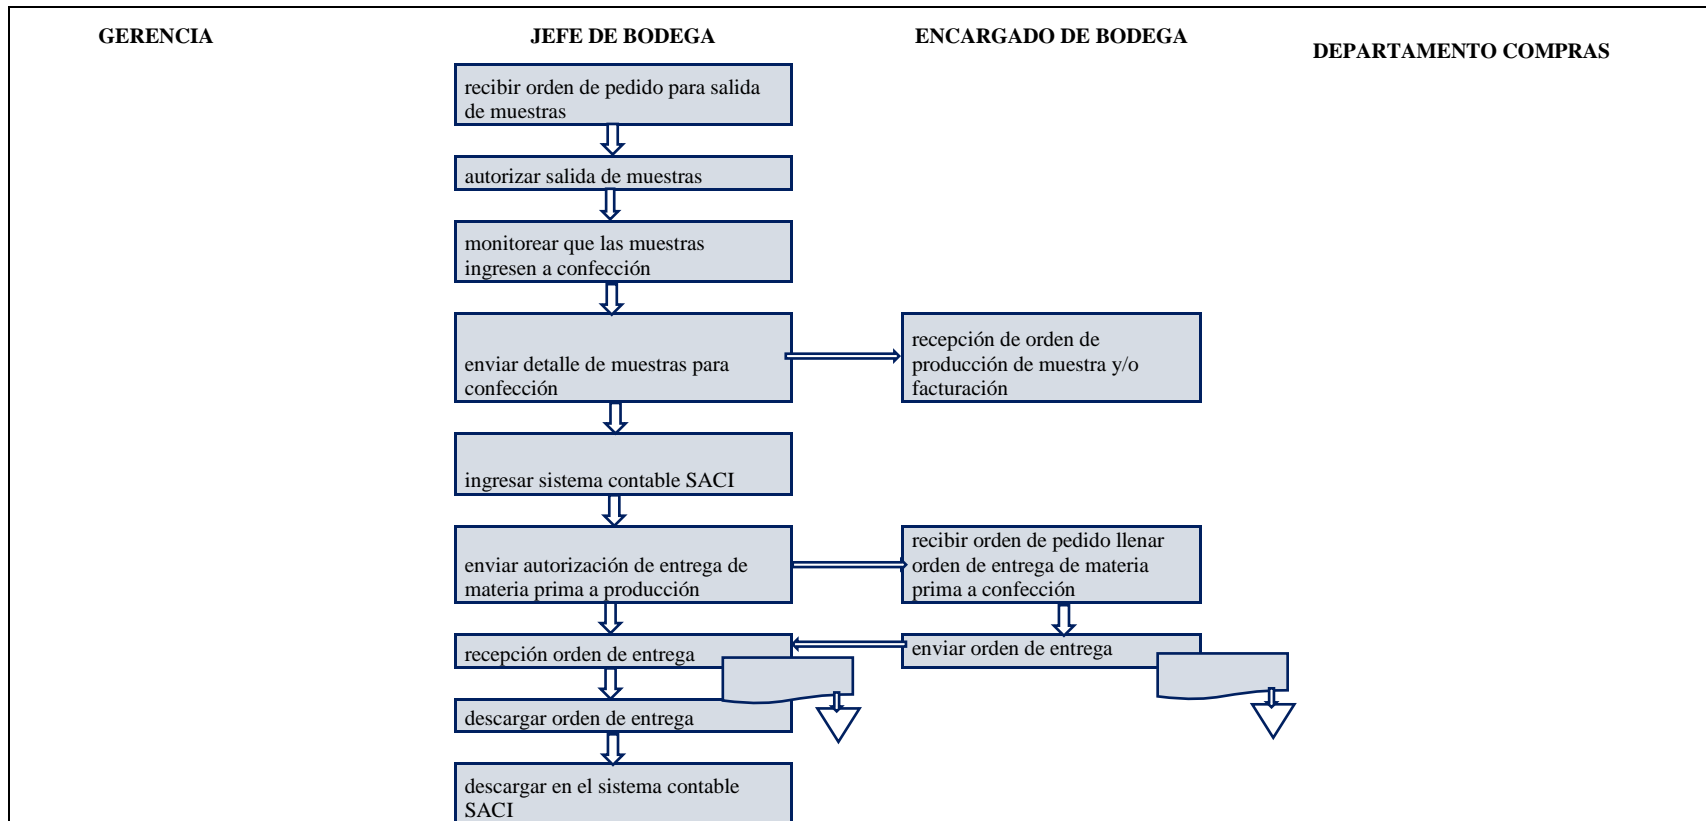 GERENCIA
JEFE DE BODEGA
ENCARGADO DE BODEGA
DEPARTAMENTO COMPRAS
recibir orden de pedido para salida
de muestras
autorizar salida de muestras
monitorear que las muestras
ingresen a confección
enviar detalle de muestras para
confección
recepción de orden de
producción de muestra y/o
facturación
ingresar sistema contable SACI
enviar autorización de entrega de
materia prima a producción
recibir orden de pedido llenar
orden de entrega de materia
prima a confección
recepción orden de entrega
enviar orden de entrega
descargar orden de entrega
descargar en el sistema contable
SACI